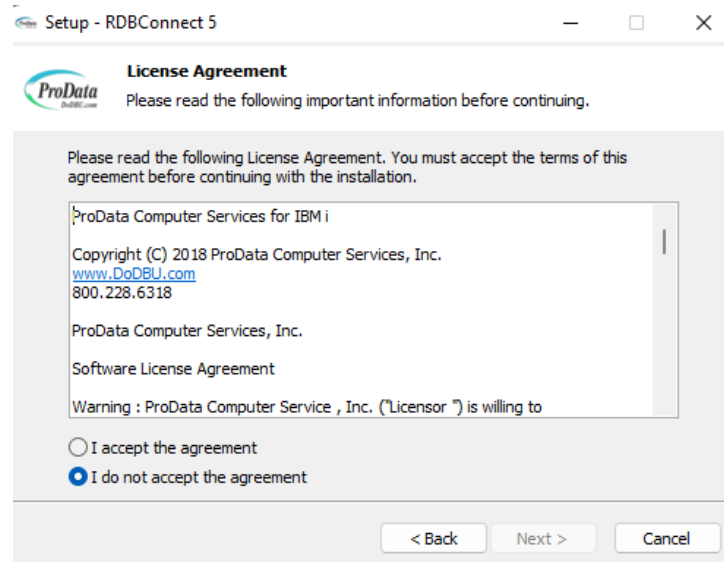 Setup - RDBConnect 5
License Agreement
Please read the following important information before continuing.
ProData
DoDBU.com
Please read the following License Agreement. You must accept the terms of this
agreement before continuing with the installation.
ProData Computer Services for IBM i
Copyright (C) 2018 ProData Computer Services, Inc.
www.DoDBU.com
800.228.6318
ProData Computer Services, Inc.
Software License Agreement
Warning : ProData Computer Service , Inc. ("Licensor ") is willing to
I accept the agreement
I do not accept the agreement
< Back
Next >
Cancel